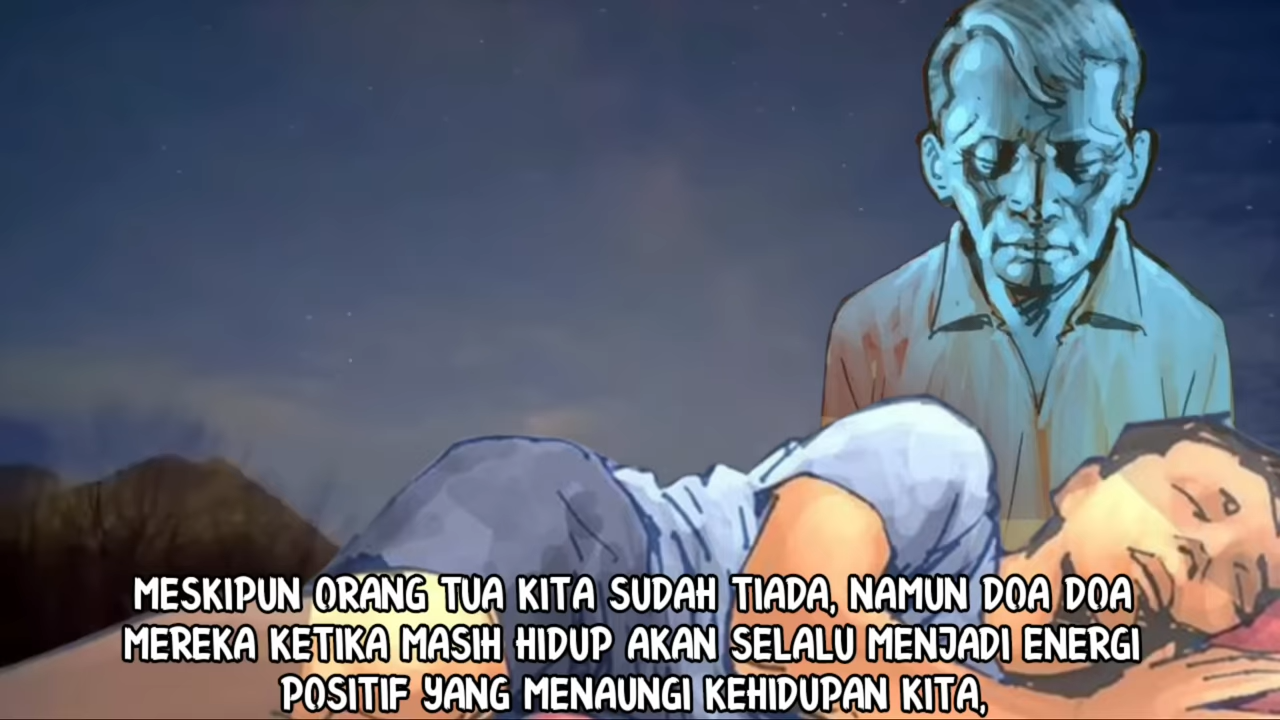 MESKIPUN ORANG TUA KITA SUDAH TIADA, NAMUN DOA DOA
MEREKA KETIKA MASIH HIDUP AKAN SELALU MENJADI ENERGI
POSITIF YANG MENAUNGI KEHIDUPAN KITA,